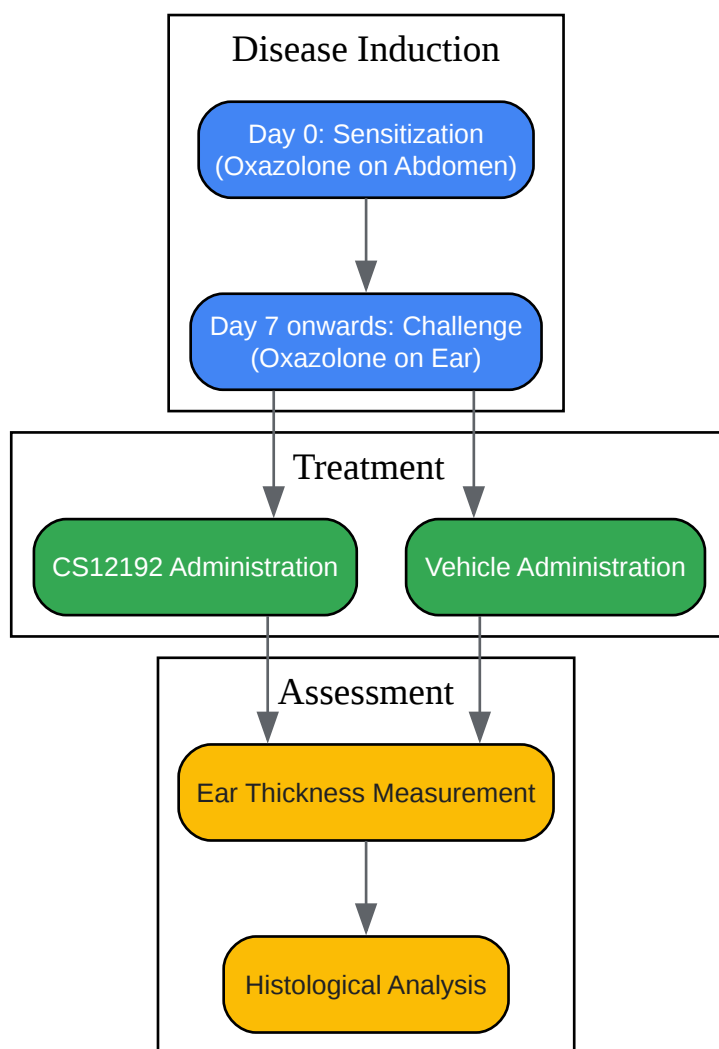 Disease Induction
Day 0: Sensitization
(Oxazolone on Abdomen)
Day 7 onwards: Challenge
(Oxazolone on Ear)
Treatment
CS12192 Administration
Vehicle Administration
Assessment
Ear Thickness Measurement
Histological Analysis